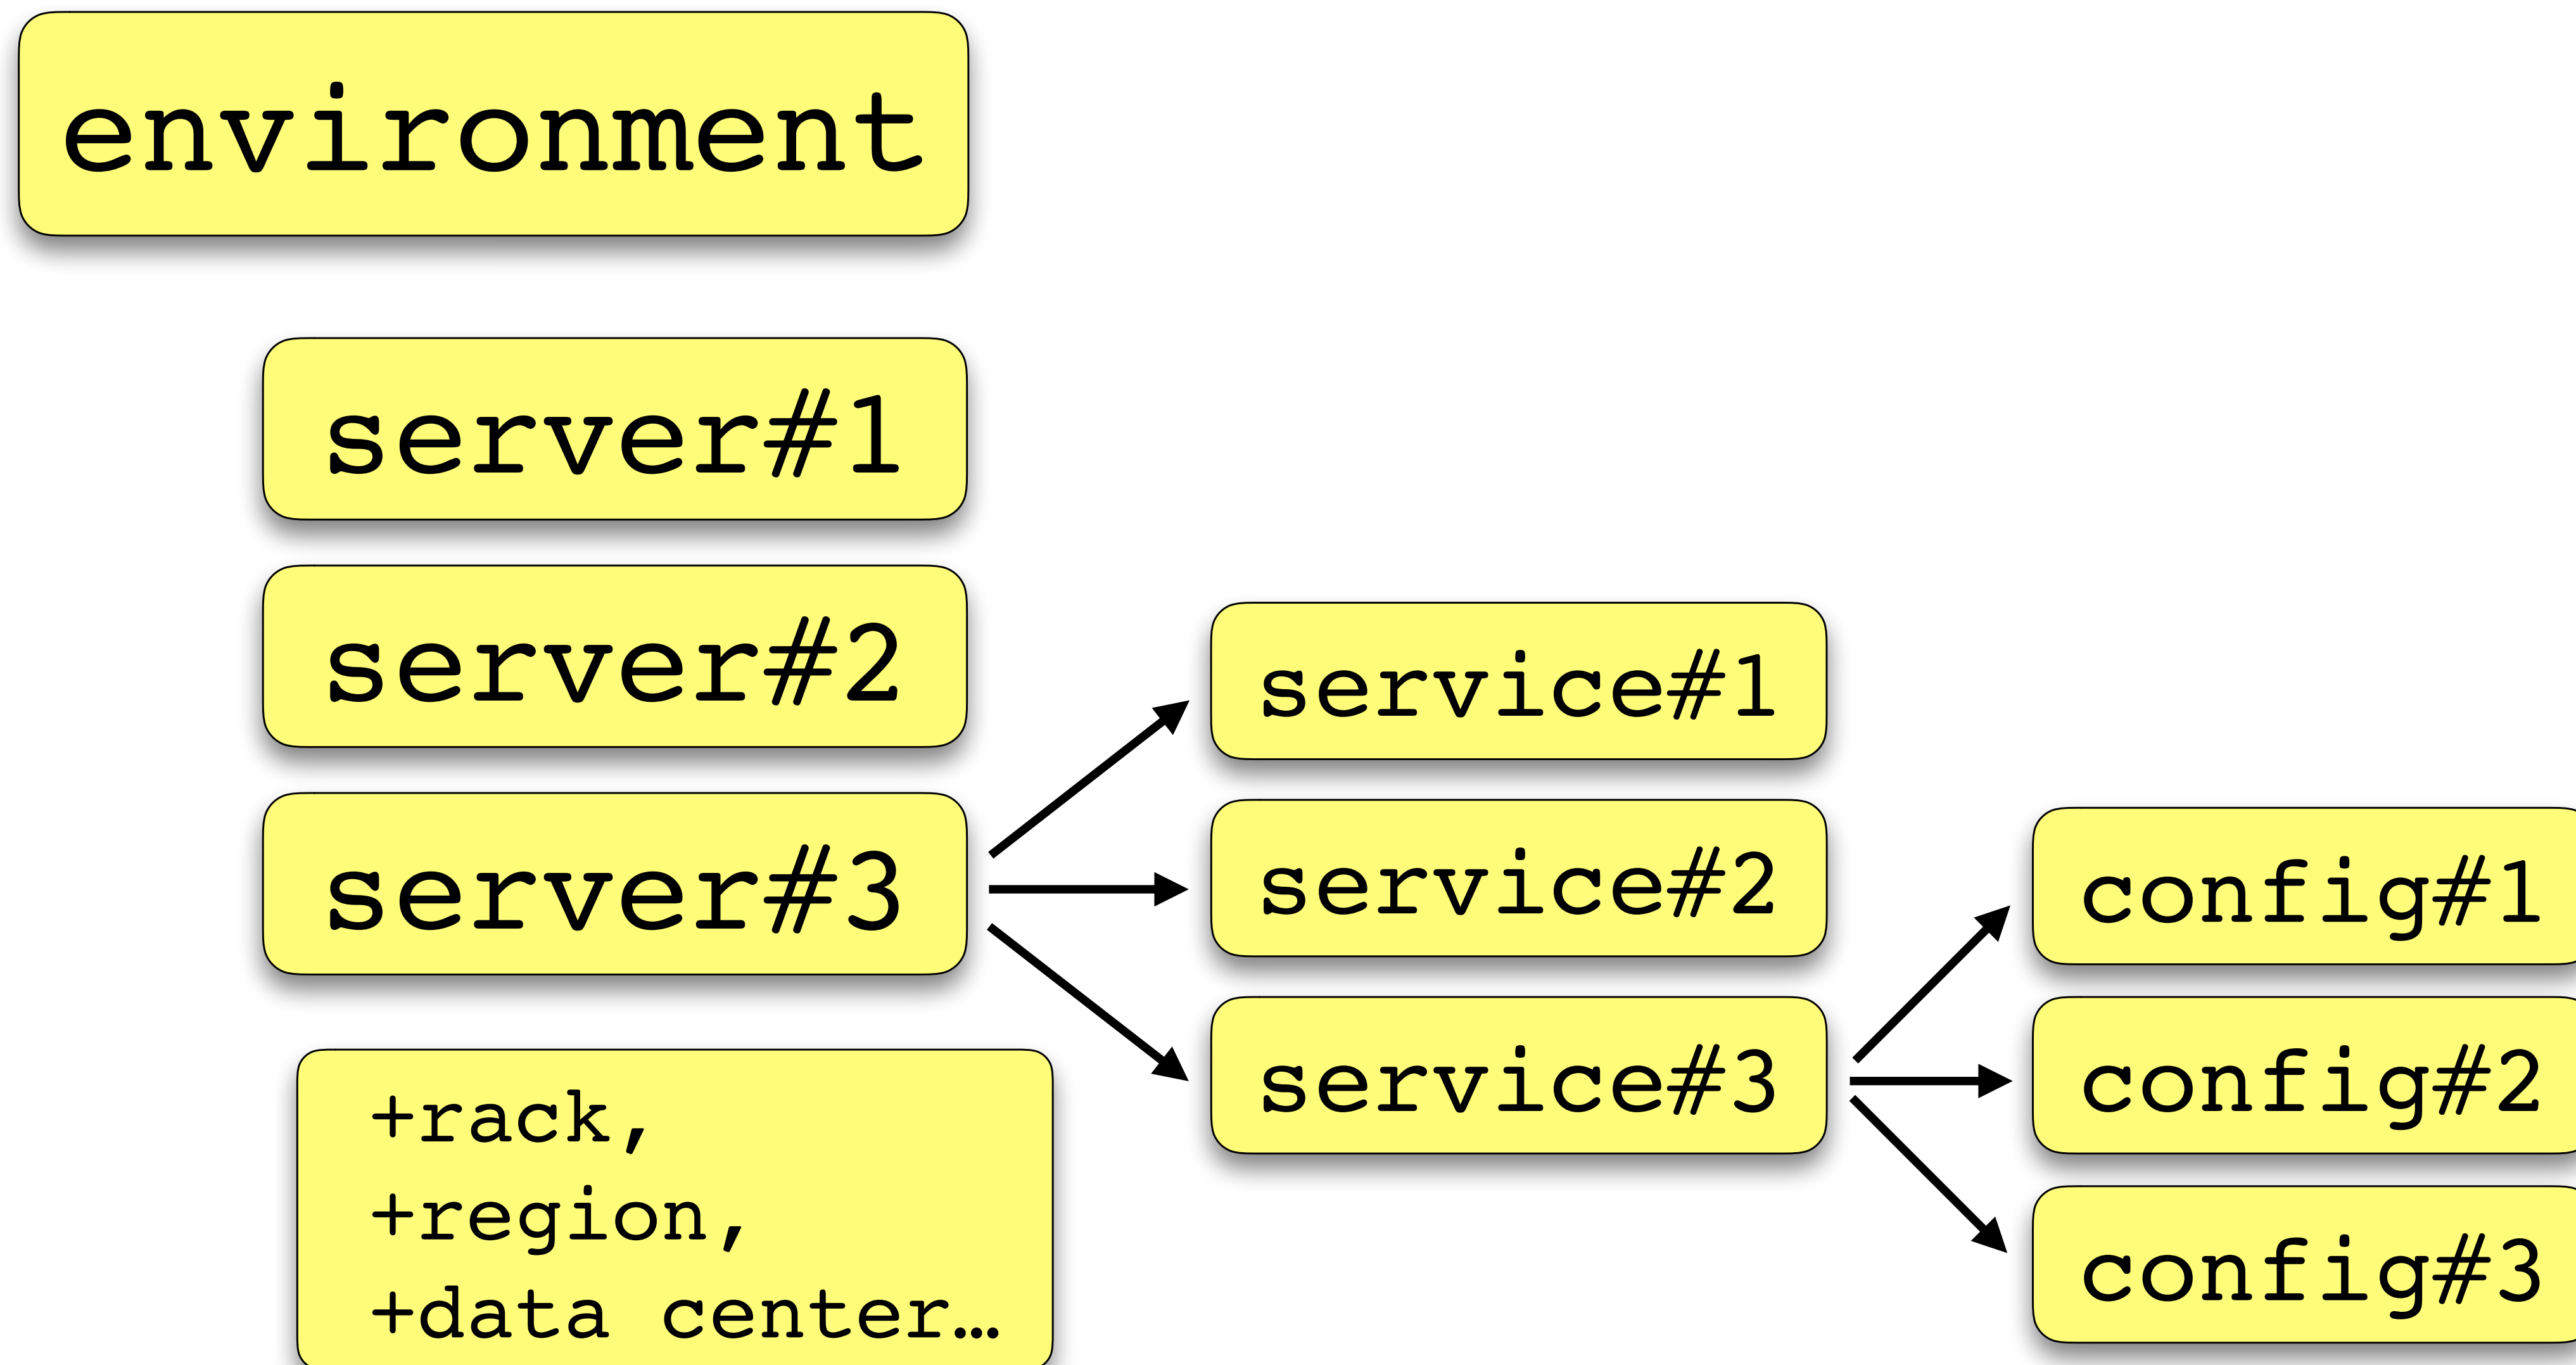 environment
server#1
server#2
server#3
+rack,
+region,
+data center…
service#1
service#2
service#3
config#1
config#2
config#3